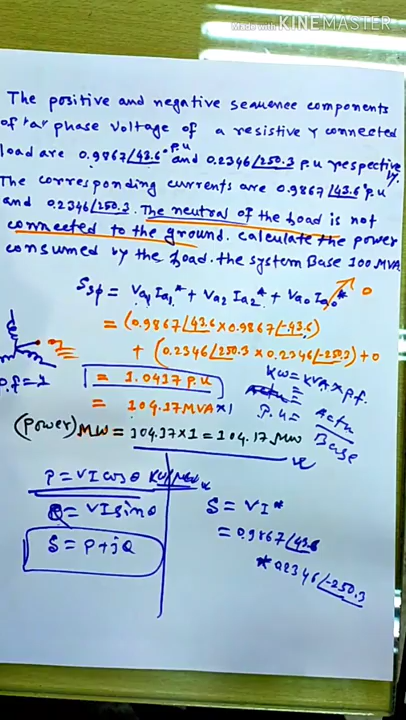 Made with KINEMASTER
The positive and negative sequence components
of "a" phase voltage of a resistive Y connected
load are 0.9867∠43.6° p.u and 0.2346∠250.3 p.u respectively.
The corresponding currents are 0.9867∠43.6° p.u
and 0.2346∠250.3. The neutral of the load is not
connected to the ground. calculate the power
consumed by the load. the system Base 100 MVA
S3φ = Va1 Ia1* + Va2 Ia2* + Va0 Ia0* 0
= (0.9867∠43.6 × 0.9867∠-43.6)
+ (0.2346∠250.3 × 0.2346∠-250.3) + 0
= 1.0417 p.u
= 104.17 MVA × 1
(power) MW = 104.17 × 1 = 104.17 MW
KW = KVA × p.f.
p.u = Actu
Base
p.f = 1
P = VI cosθ
Q = VI sinθ
S = P + jQ
S = VI*
= 0.9867∠43.6
* 0.2346∠-250.3